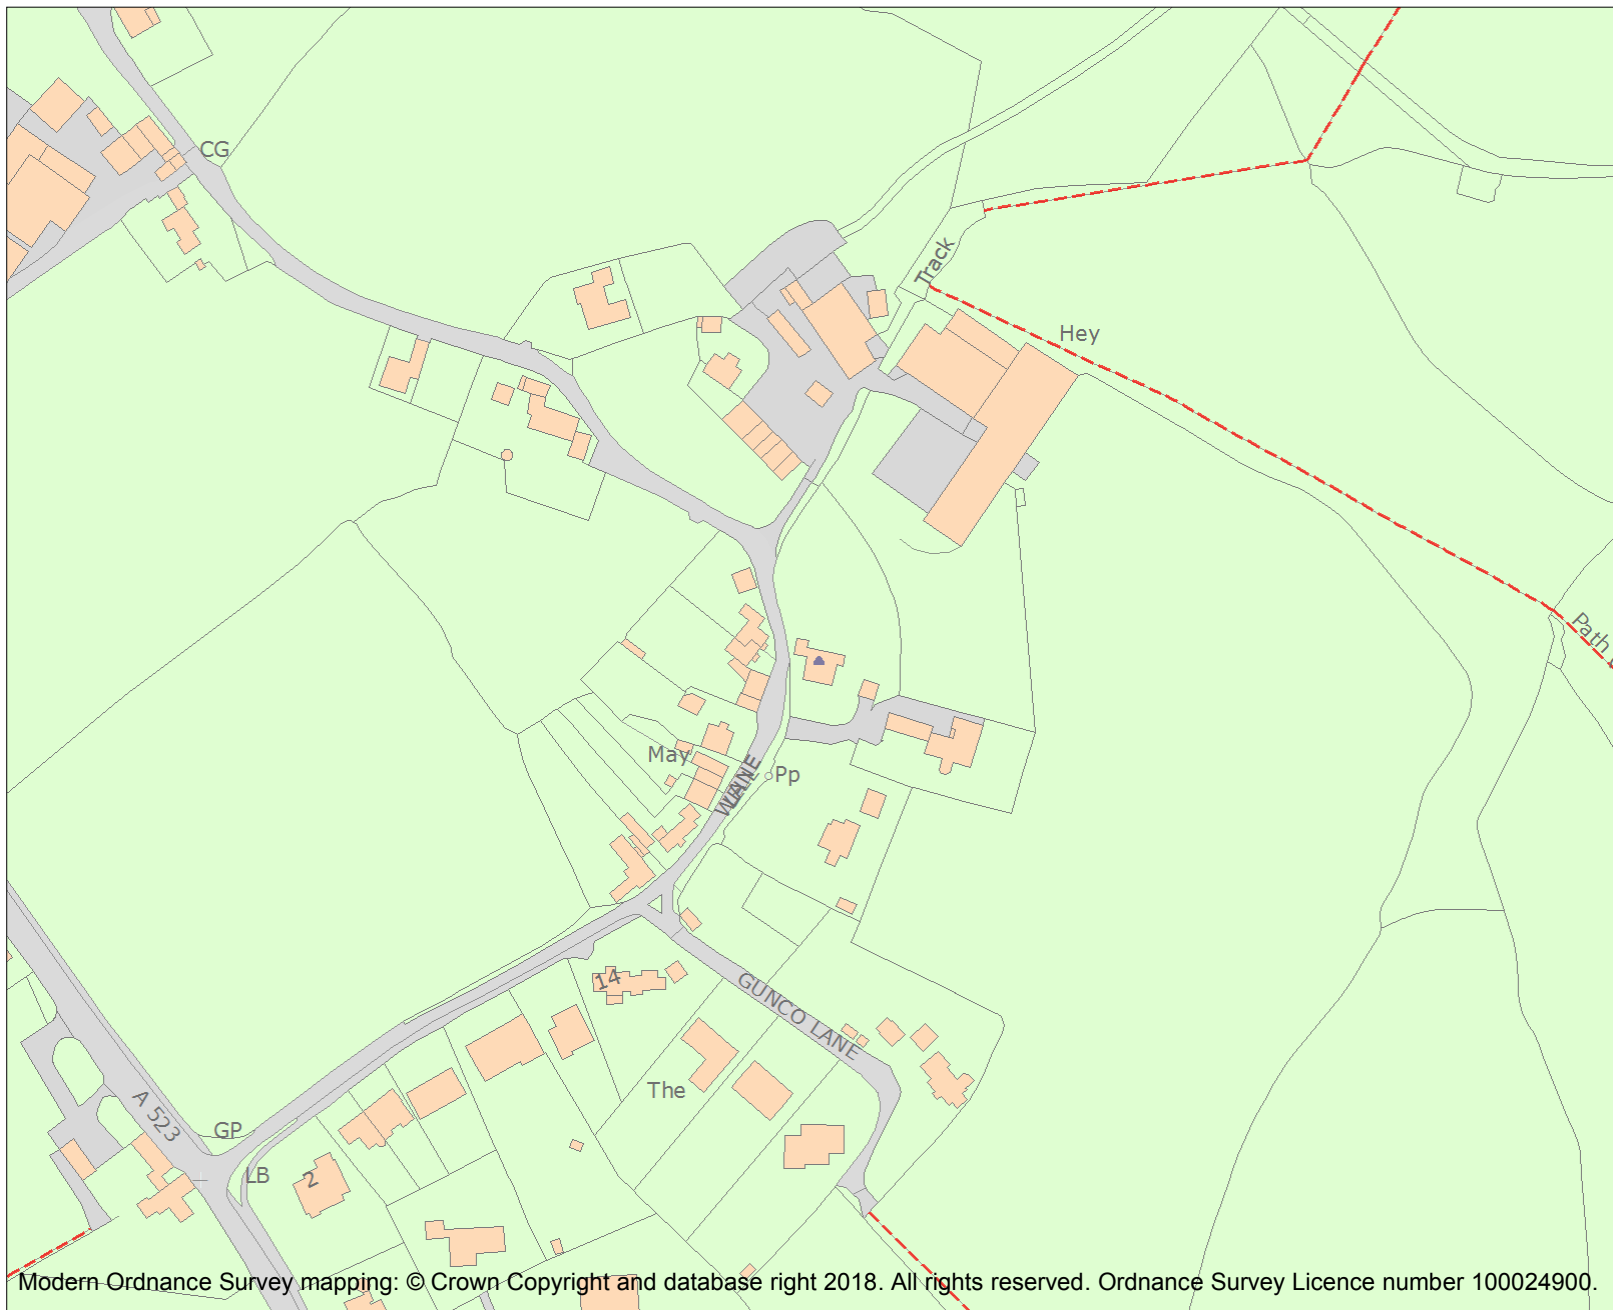 CG
Track
Hey
Path
May
LANE
Pp
14
GUNCO LANE
The
A 523
GP
LB
2
Modern Ordnance Survey mapping: © Crown Copyright and database right 2018. All rights reserved. Ordnance Survey Licence number 100024900.